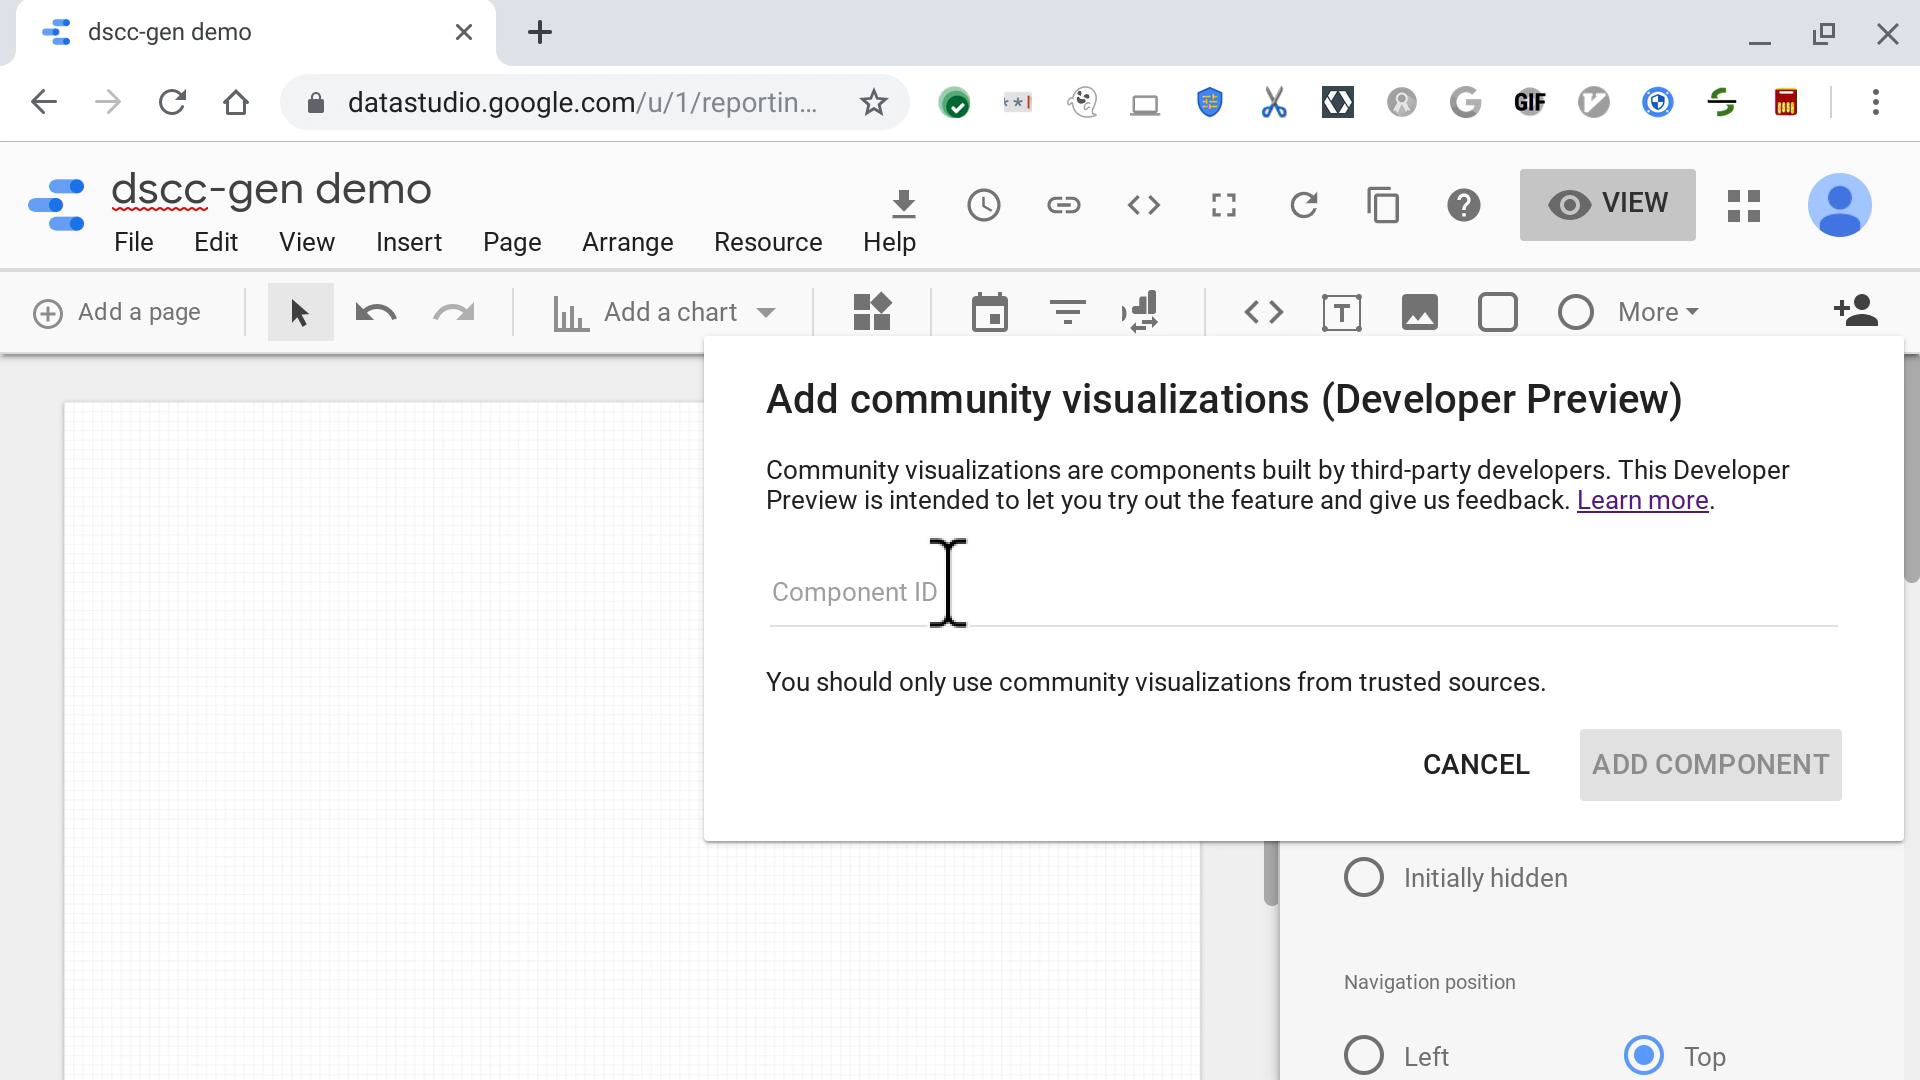 dscc-gen demo
datastudio.google.com/u/1/reportin...
GIF
dscc-gen demo
VIEW
File Edit View Insert Page Arrange Resource Help
Add a page
Add a chart
T
More
Add community visualizations (Developer Preview)
Community visualizations are components built by third-party developers. This Developer
Preview is intended to let you try out the feature and give us feedback. Learn more.
Component ID
You should only use community visualizations from trusted sources.
CANCEL
ADD COMPONENT
Initially hidden
Navigation position
Left
Top